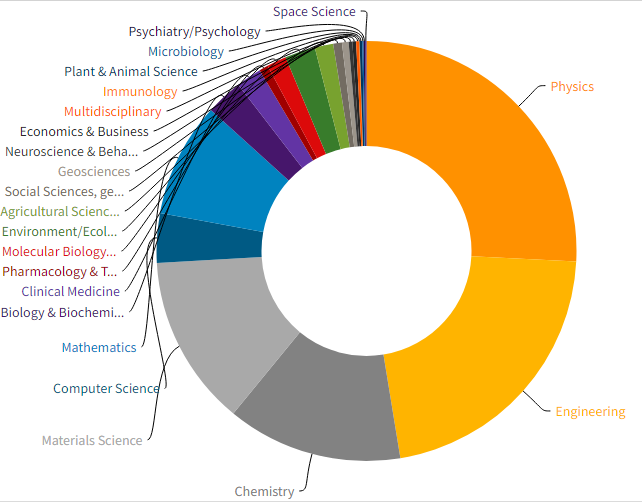 Space Science
Psychiatry/Psychology
Microbiology
Plant & Animal Science
Immunology
Multidisciplinary
Economics & Business
Neuroscience & Beha...
Geosciences
Social Sciences, ge...
Agricultural Scienc...
Environment/Ecol...
Molecular Biology...
Pharmacology & T...
Clinical Medicine
Biology & Biochemi...
Mathematics
Computer Science
Materials Science
Chemistry
Physics
Engineering